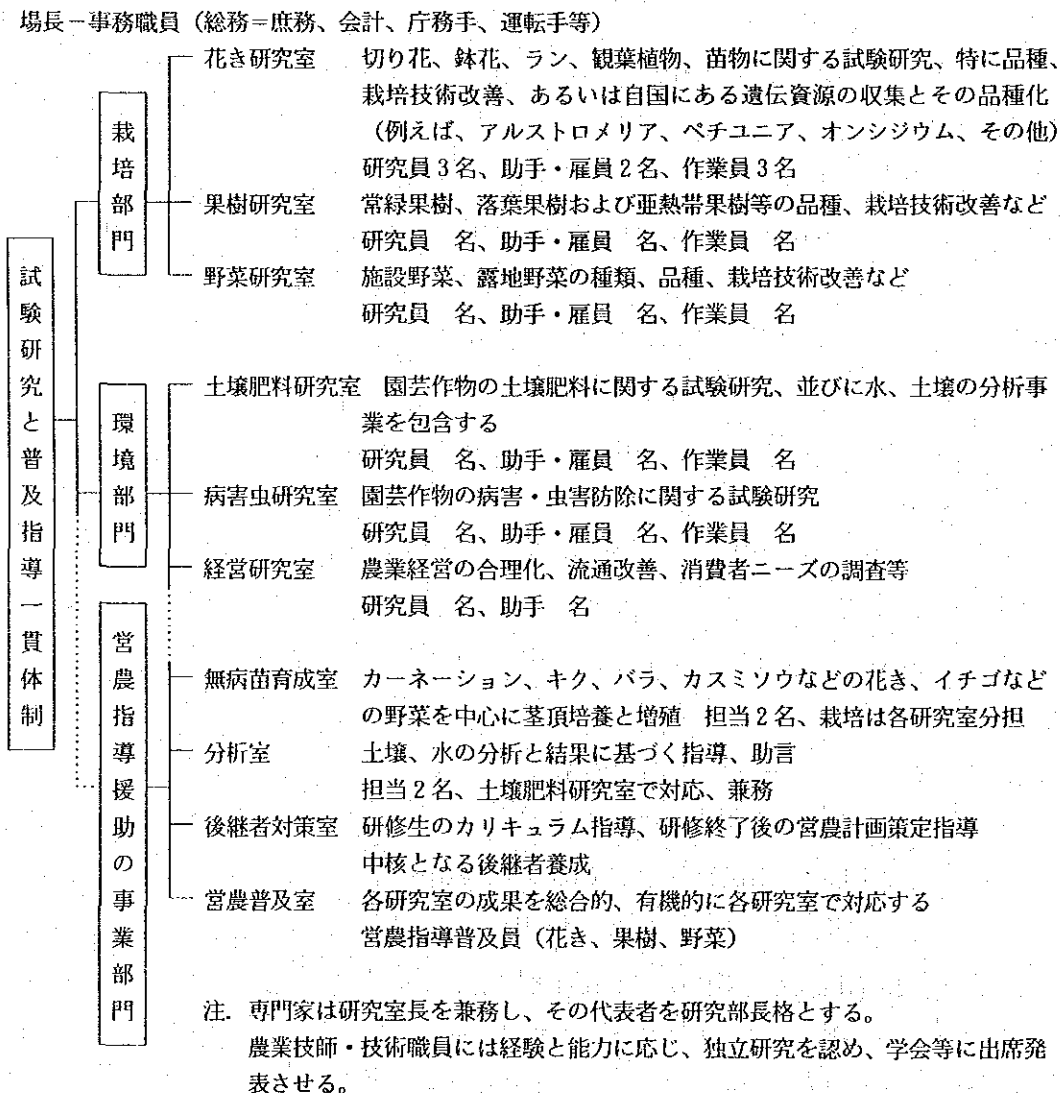 場長－事務職員（総務＝庶務、会計、庁務手、運転手等）
試験研究と普及指導一貫体制
栽培部門
花き研究室　切り花、鉢花、ラン、観葉植物、苗物に関する試験研究、特に品種、
栽培技術改善、あるいは自国にある遺伝資源の収集とその品種化
（例えば、アルストロメリア、ペチユニア、オンシジウム、その他）
研究員３名、助手・雇員２名、作業員３名
果樹研究室　常緑果樹、落葉果樹および亜熱帯果樹等の品種、栽培技術改善など
研究員　名、助手・雇員　名、作業員　名
野菜研究室　施設野菜、露地野菜の種類、品種、栽培技術改善など
研究員　名、助手・雇員　名、作業員　名
環境部門
土壌肥料研究室　園芸作物の土壌肥料に関する試験研究、並びに水、土壌の分析事
業を包含する
研究員　名、助手・雇員　名、作業員　名
病害虫研究室　園芸作物の病害・虫害防除に関する試験研究
研究員　名、助手・雇員　名、作業員　名
経営研究室　農業経営の合理化、流通改善、消費者ニーズの調査等
研究員　名、助手　名
営農指導援助の事業部門
無病苗育成室　カーネーション、キク、バラ、カスミソウなどの花き、イチゴなど
の野菜を中心に茎頂培養と増殖　担当２名、栽培は各研究室分担
分析室　土壌、水の分析と結果に基づく指導、助言
担当２名、土壌肥料研究室で対応、兼務
後継者対策室　研修生のカリキュラム指導、研修終了後の営農計画策定指導
中核となる後継者養成
営農普及室　各研究室の成果を総合的、有機的に各研究室で対応する
営農指導普及員（花き、果樹、野菜）
注．専門家は研究室長を兼務し、その代表者を研究部長格とする。
農業技師・技術職員には経験と能力に応じ、独立研究を認め、学会等に出席発
表させる。